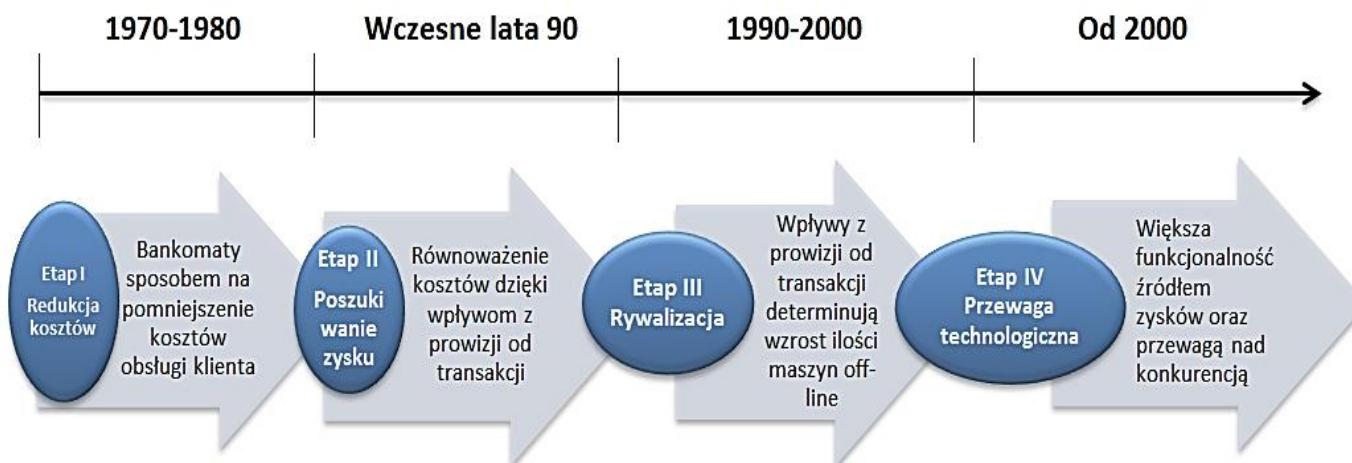 1970-1980
Wczesne lata 90
1990-2000
Od 2000
Etap I
Redukcja
kosztów
Bankomaty
sposobem na
pomniejszenie
kosztów
obsługi klienta
Etap II
Poszuki
wanie
zysku
Równoważenie
kosztów dzięki
wpływom z
prowizji od
transakcji
Etap III
Rywalizacja
Wpływy z
prowizji od
transakcji
determinują
wzrost ilości
maszyn off-
line
Etap IV
Przewaga
technologiczna
Większa
funkcjonalność
źródłem
zysków oraz
przewagą nad
konkurencją